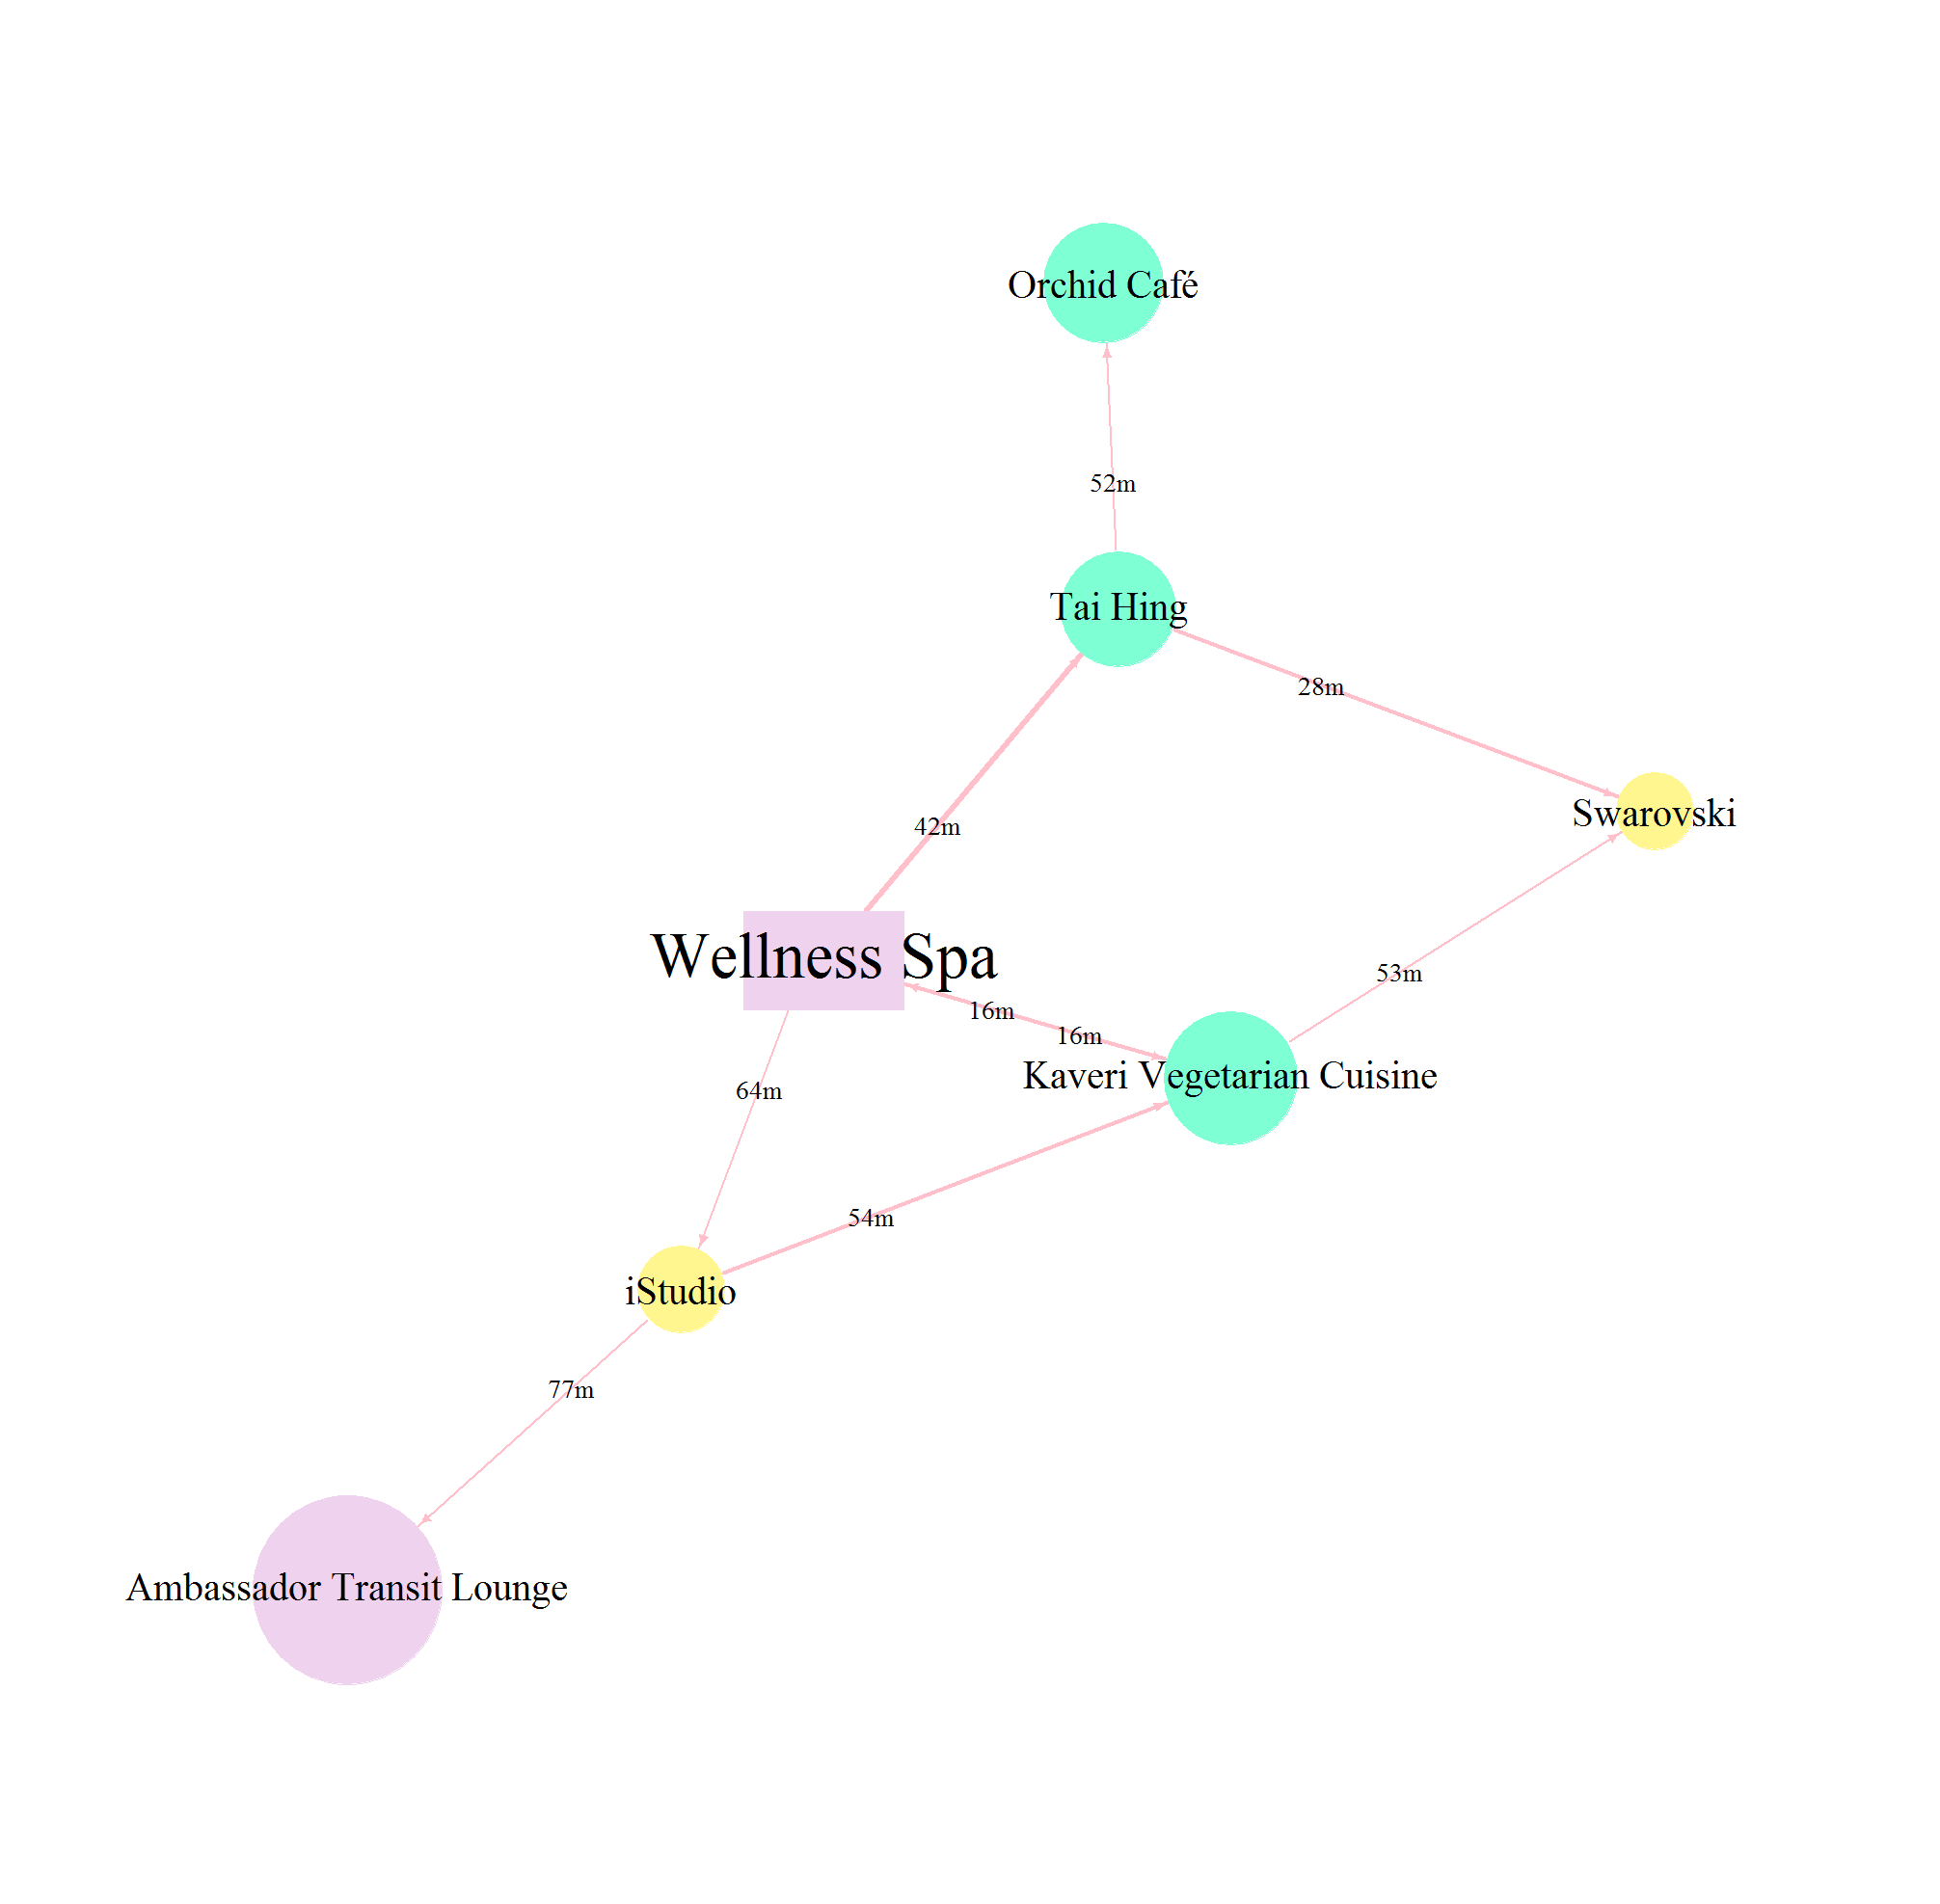 Orchid Café
52m
Tai Hing
28m
Swarovski
42m
Wellness Spa
53m
16m
16m
Kaveri Vegetarian Cuisine
64m
54m
iStudio
77m
Ambassador Transit Lounge